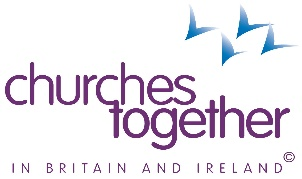 churches
together
IN BRITAIN AND IRELAND©